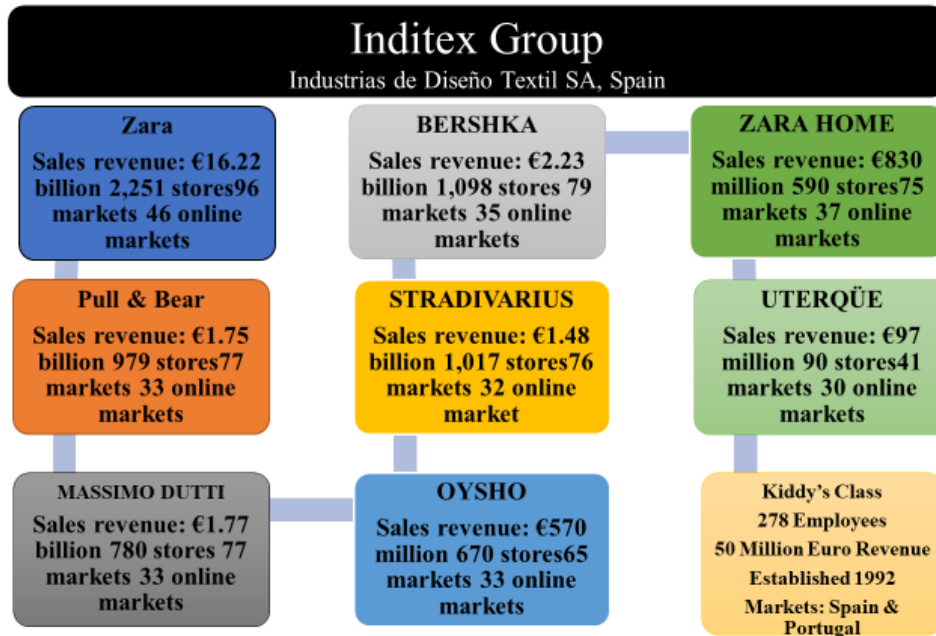 Inditex Group
Industrias de Diseño Textil SA, Spain
Zara
Sales revenue: €16.22
billion 2,251 stores96
markets 46 online
markets
Pull & Bear
Sales revenue: €1.75
billion 979 stores77
markets 33 online
markets
MASSIMO DUTTI
Sales revenue: €1.77
billion 780 stores 77
markets 33 online
markets
OYSHO
Sales revenue: €570
million 670 stores65
markets 33 online
markets
STRADIVARIUS
Sales revenue: €1.48
billion 1,017 stores76
markets 32 online
market
BERSHKA
Sales revenue: €2.23
billion 1,098 stores 79
markets 35 online
markets
ZARA HOME
Sales revenue: €830
million 590 stores75
markets 37 online
markets
UTERQÜE
Sales revenue: €97
million 90 stores41
markets 30 online
markets
Kiddy's Class
278 Employees
50 Million Euro Revenue
Established 1992
Markets: Spain &
Portugal